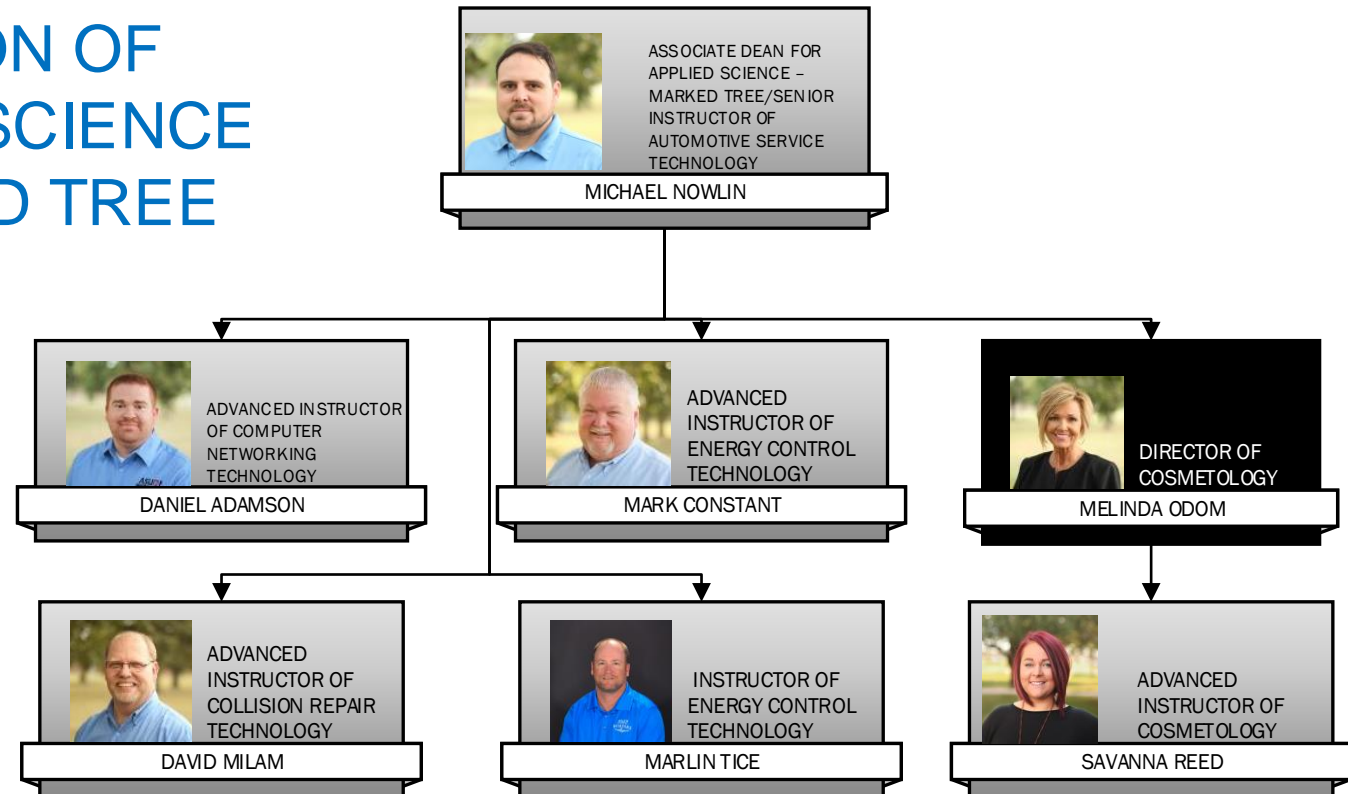 ON OF
SCIENCE
D TREE
ASSOCIATE DEAN FOR
APPLIED SCIENCE –
MARKED TREE/SENIOR
INSTRUCTOR OF
AUTOMOTIVE SERVICE
TECHNOLOGY
MICHAEL NOWLIN
ADVANCED INSTRUCTOR
OF COMPUTER
NETWORKING
TECHNOLOGY
DANIEL ADAMSON
ADVANCED
INSTRUCTOR OF
ENERGY CONTROL
TECHNOLOGY
MARK CONSTANT
DIRECTOR OF
COSMETOLOGY
MELINDA ODOM
ADVANCED
INSTRUCTOR OF
COLLISION REPAIR
TECHNOLOGY
DAVID MILAM
INSTRUCTOR OF
ENERGY CONTROL
TECHNOLOGY
MARLIN TICE
ADVANCED
INSTRUCTOR OF
COSMETOLOGY
SAVANNA REED